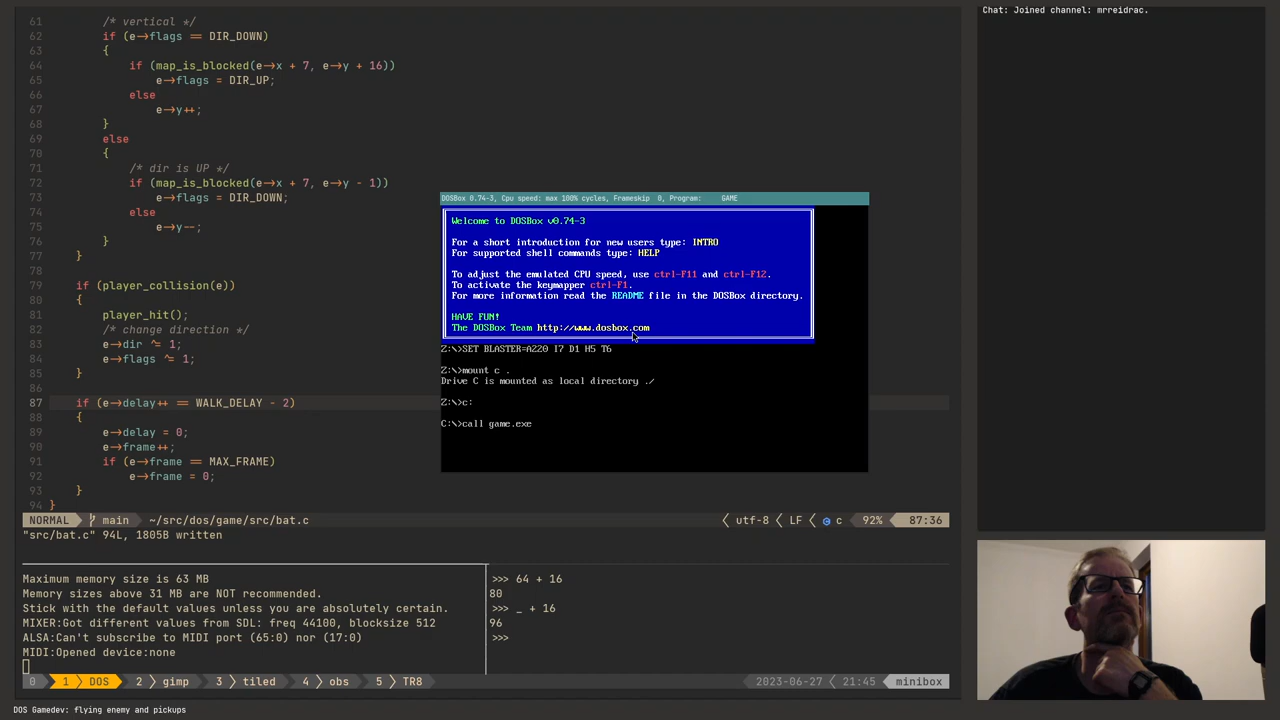 Chat: Joined channel: mrreidrac.
61 /* vertical */
62 if (e->flags == DIR_DOWN)
63 {
64 if (map_is_blocked(e->x + 7, e->y + 16))
65 e->flags = DIR_UP;
66 else
67 e->y++;
68 }
69 else
70 {
71 /* dir is UP */
72 if (map_is_blocked(e->x + 7, e->y - 1))
73 e->flags = DIR_DOWN;
74 else
75 e->y--;
76 }
77 }
78
79 if (player_collision(e))
80 {
81 player_hit();
82 /* change direction */
83 e->dir ^= 1;
84 e->flags ^= 1;
85 }
86
87 if (e->delay++ == WALK_DELAY - 2)
88 {
89 e->delay = 0;
90 e->frame++;
91 if (e->frame == MAX_FRAME)
92 e->frame = 0;
93 }
94 }
DOSBox 0.74-3, Cpu speed: max 100% cycles, Frameskip 0, Program: GAME
Welcome to DOSBox v0.74-3
For a short introduction for new users type: INTRO
For supported shell commands type: HELP
To adjust the emulated CPU speed, use ctrl-F11 and ctrl-F12.
To activate the keymapper ctrl-F1.
For more information read the README file in the DOSBox directory.
HAVE FUN!
The DOSBox Team http://www.dosbox.com
Z:\>SET BLASTER=A220 I7 D1 H5 T6
Z:\>mount c .
Drive C is mounted as local directory ./
Z:\>c:
C:\>call game.exe
NORMAL main ~/src/dos/game/src/bat.c utf-8 LF c 92% 87:36
"src/bat.c" 94L, 1805B written
Maximum memory size is 63 MB
Memory sizes above 31 MB are NOT recommended.
Stick with the default values unless you are absolutely certain.
MIXER:Got different values from SDL: freq 44100, blocksize 512
ALSA:Can't subscribe to MIDI port (65:0) nor (17:0)
MIDI:Opened device:none
>>> 64 + 16
80
>>> _ + 16
96
>>>
0 1 DOS 2 gimp 3 tiled 4 obs 5 TR8 2023-06-27 21:45 minibox
DOS Gamedev: flying enemy and pickups